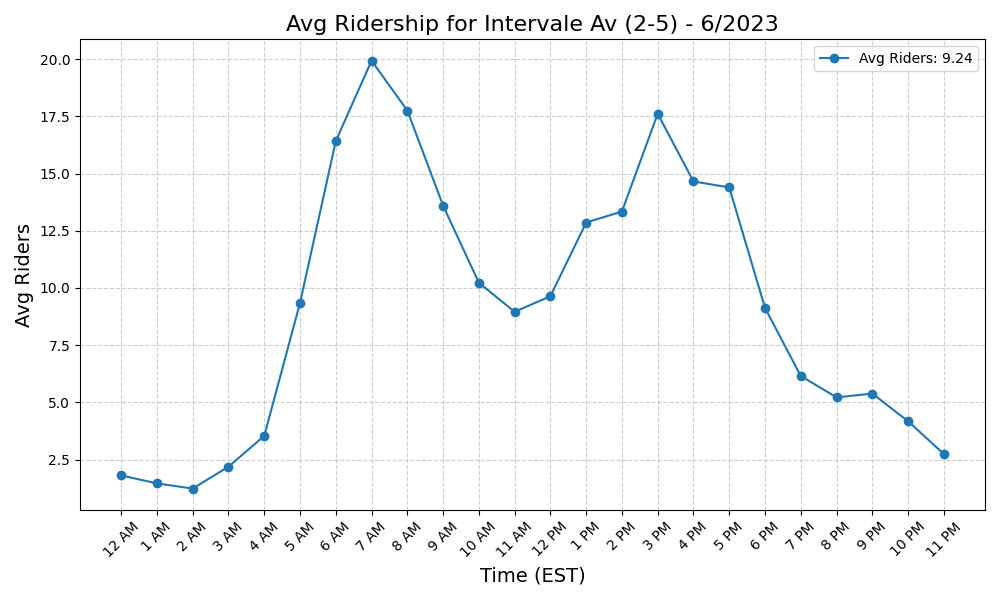 Avg Ridership for Intervale Av (2-5) - 6/2023
Avg Riders: 9.24
Avg Riders
20.0
17.5
15.0
12.5
10.0
7.5
5.0
2.5
12 AM
1 AM
2 AM
3 AM
4 AM
5 AM
6 AM
7 AM
8 AM
9 AM
10 AM
11 AM
12 PM
1 PM
2 PM
3 PM
4 PM
5 PM
6 PM
7 PM
8 PM
9 PM
10 PM
11 PM
Time (EST)